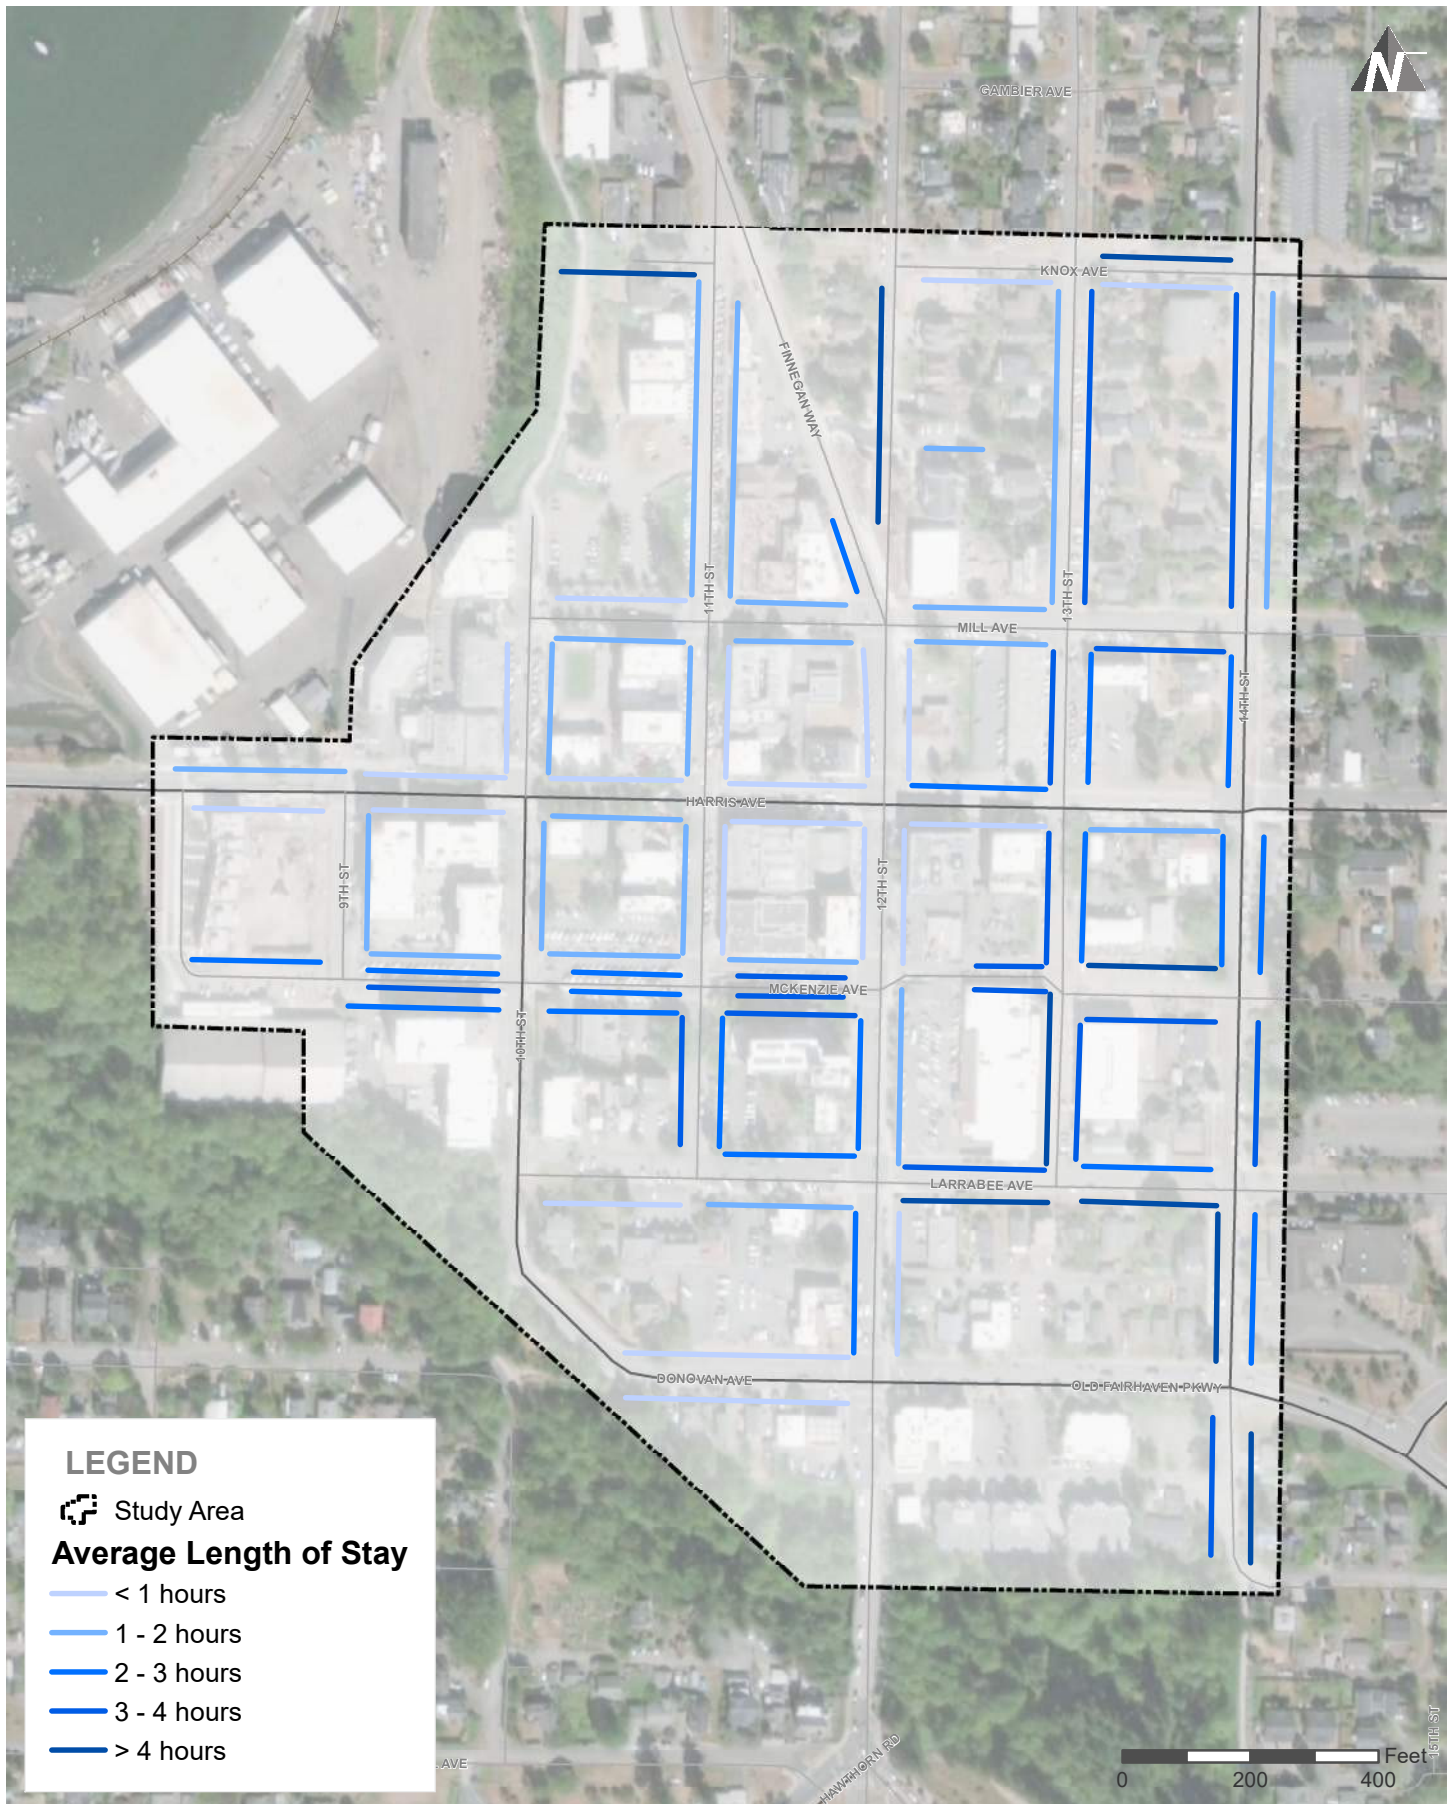 N
GAMBIER AVE
KNOX AVE
FINNEGAN WAY
11TH ST
13TH ST
MILL AVE
14TH ST
HARRIS AVE
9TH ST
12TH ST
MCKENZIE AVE
10TH ST
LARRABEE AVE
DONOVAN AVE
OLD FAIRHAVEN PKWY
LEGEND
Study Area
Average Length of Stay
< 1 hours
1 - 2 hours
2 - 3 hours
3 - 4 hours
> 4 hours
AVE
HAWTHORN RD
15TH ST
Feet
0 200 400